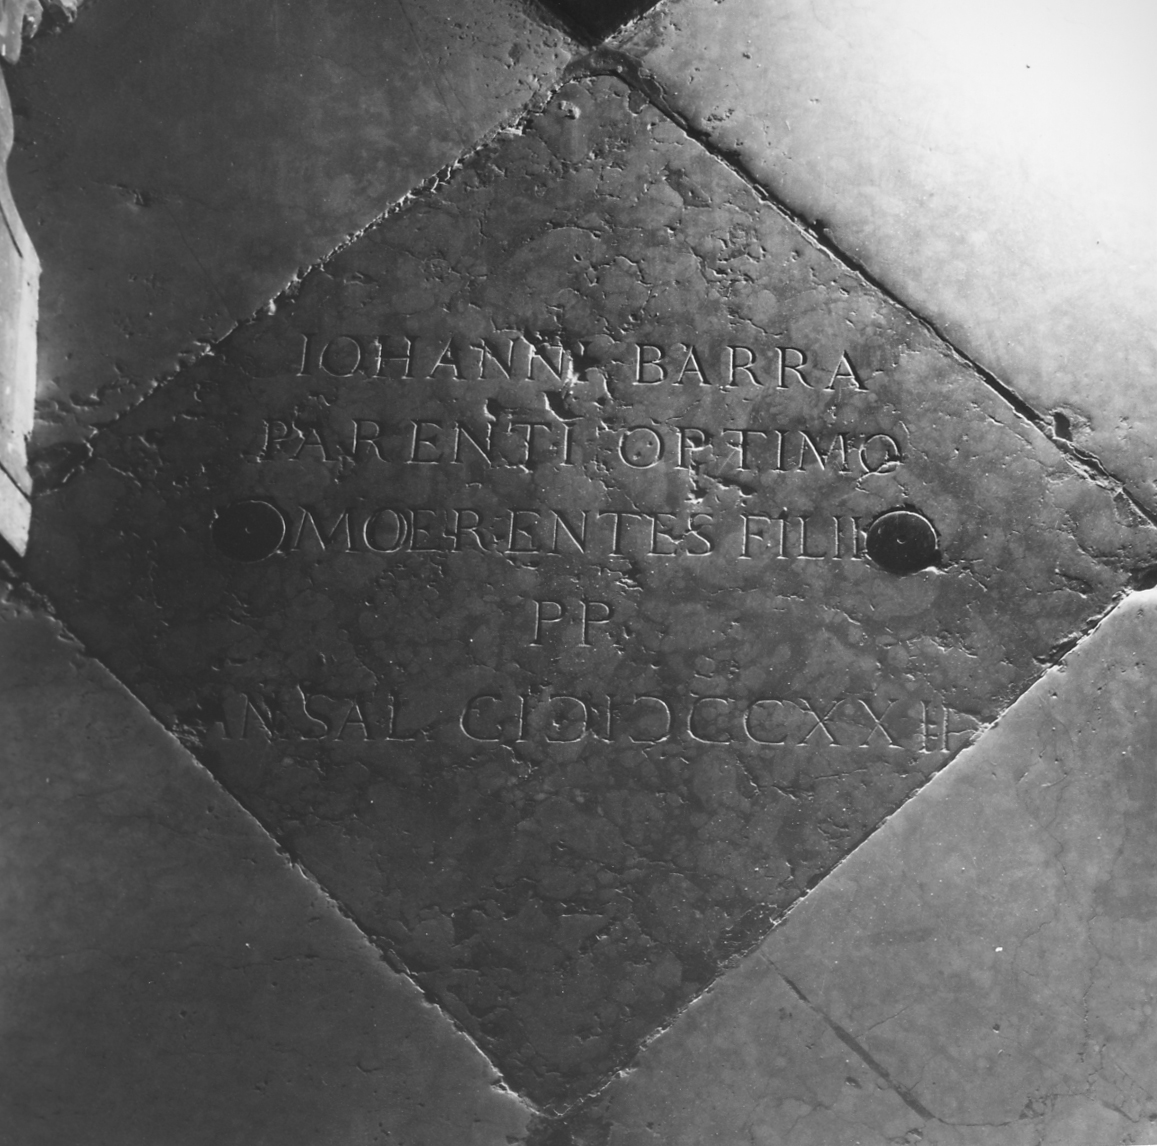 IOHANNI BARRA
PARENTI OPTIMO
MOERENTES FILII
PP
AN SAL CIↃIↃCCXXII